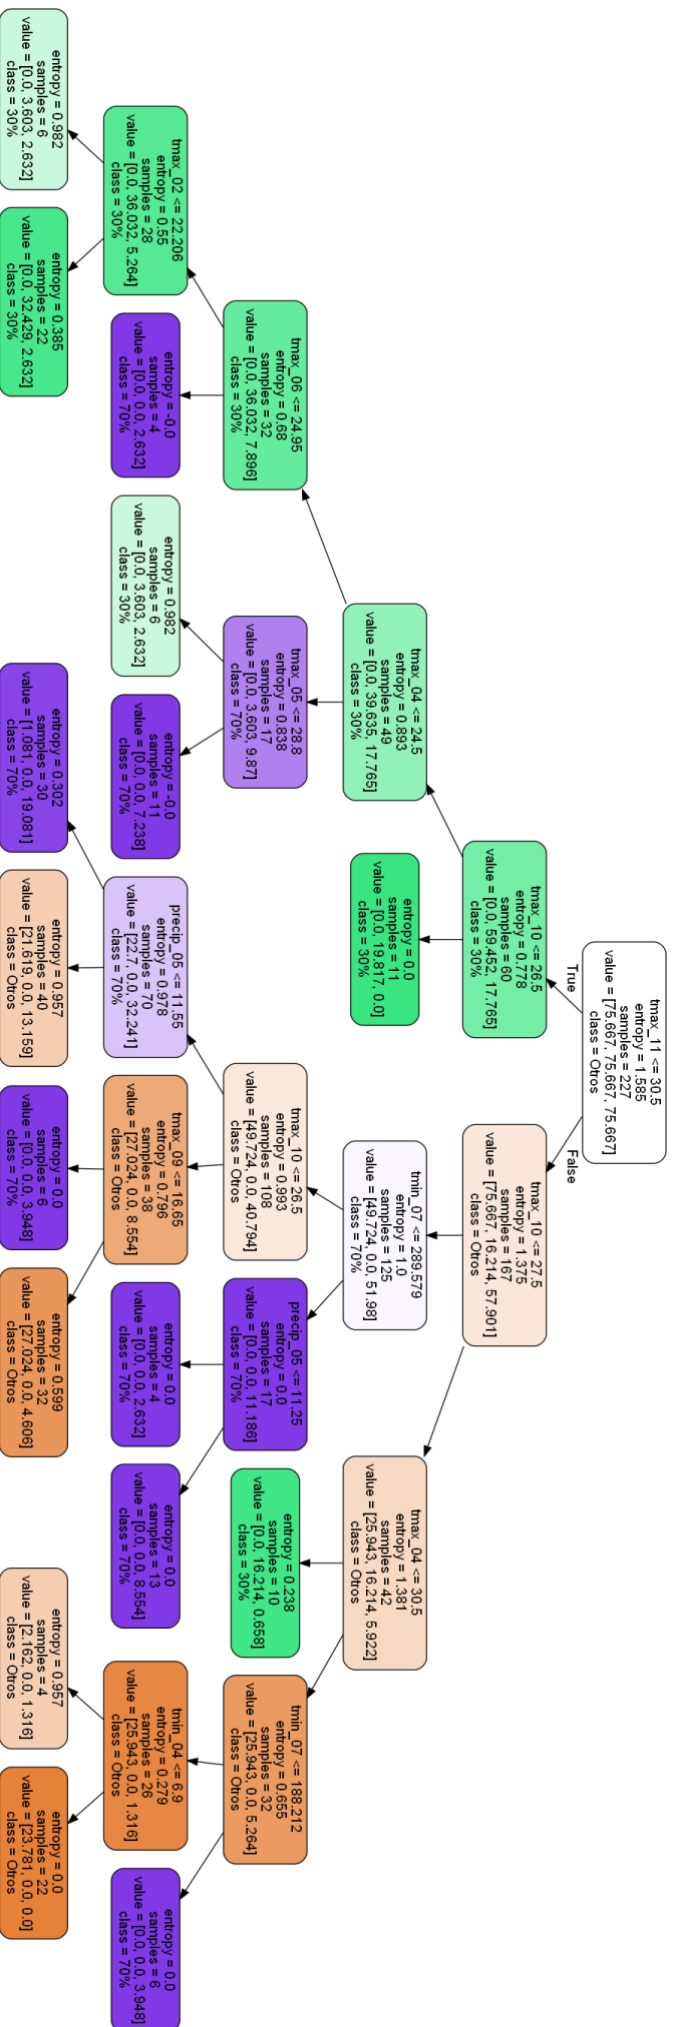 tmax_11 <= 30.5
entropy = 1.585
samples = 227
value = [75.667, 75.667, 75.667]
class = Otros
True
False
tmax_10 <= 26.5
entropy = 0.778
samples = 60
value = [0.0, 59.452, 17.765]
class = 30%
tmax_10 <= 27.5
entropy = 1.375
samples = 167
value = [75.667, 16.214, 57.901]
class = Otros
tmax_04 <= 24.5
entropy = 0.893
samples = 49
value = [0.0, 39.635, 17.765]
class = 30%
entropy = 0.0
samples = 11
value = [0.0, 19.817, 0.0]
class = 30%
tmin_07 <= 289.579
entropy = 1.0
samples = 125
value = [49.724, 0.0, 51.98]
class = 70%
tmax_04 <= 30.5
entropy = 1.381
samples = 42
value = [25.943, 16.214, 5.922]
class = Otros
tmax_06 <= 24.95
entropy = 0.68
samples = 32
value = [0.0, 36.032, 7.896]
class = 30%
tmax_05 <= 28.8
entropy = 0.838
samples = 17
value = [0.0, 3.603, 9.87]
class = 70%
tmax_10 <= 26.5
entropy = 0.993
samples = 108
value = [49.724, 0.0, 40.794]
class = Otros
precip_05 <= 11.25
entropy = 0.0
samples = 17
value = [0.0, 0.0, 11.186]
class = 70%
entropy = 0.238
samples = 10
value = [0.0, 16.214, 0.658]
class = 30%
tmin_07 <= 188.212
entropy = 0.655
samples = 32
value = [25.943, 0.0, 5.264]
class = Otros
tmax_02 <= 22.206
entropy = 0.55
samples = 28
value = [0.0, 36.032, 5.264]
class = 30%
entropy = -0.0
samples = 4
value = [0.0, 0.0, 2.632]
class = 70%
entropy = 0.982
samples = 6
value = [0.0, 3.603, 2.632]
class = 30%
entropy = -0.0
samples = 11
value = [0.0, 0.0, 7.238]
class = 70%
precip_05 <= 11.55
entropy = 0.978
samples = 70
value = [22.7, 0.0, 32.241]
class = 70%
tmax_09 <= 16.65
entropy = 0.796
samples = 38
value = [27.024, 0.0, 8.554]
class = Otros
entropy = 0.0
samples = 4
value = [0.0, 0.0, 2.632]
class = 70%
entropy = 0.0
samples = 13
value = [0.0, 0.0, 8.554]
class = 70%
tmin_04 <= 6.9
entropy = 0.279
samples = 26
value = [25.943, 0.0, 1.316]
class = Otros
entropy = 0.0
samples = 6
value = [0.0, 0.0, 3.948]
class = 70%
entropy = 0.982
samples = 6
value = [0.0, 3.603, 2.632]
class = 30%
entropy = 0.385
samples = 22
value = [0.0, 32.429, 2.632]
class = 30%
entropy = 0.302
samples = 30
value = [1.081, 0.0, 19.081]
class = 70%
entropy = 0.957
samples = 40
value = [21.619, 0.0, 13.159]
class = Otros
entropy = 0.0
samples = 6
value = [0.0, 0.0, 3.948]
class = 70%
entropy = 0.599
samples = 32
value = [27.024, 0.0, 4.606]
class = Otros
entropy = 0.957
samples = 4
value = [2.162, 0.0, 1.316]
class = Otros
entropy = 0.0
samples = 22
value = [23.781, 0.0, 0.0]
class = Otros